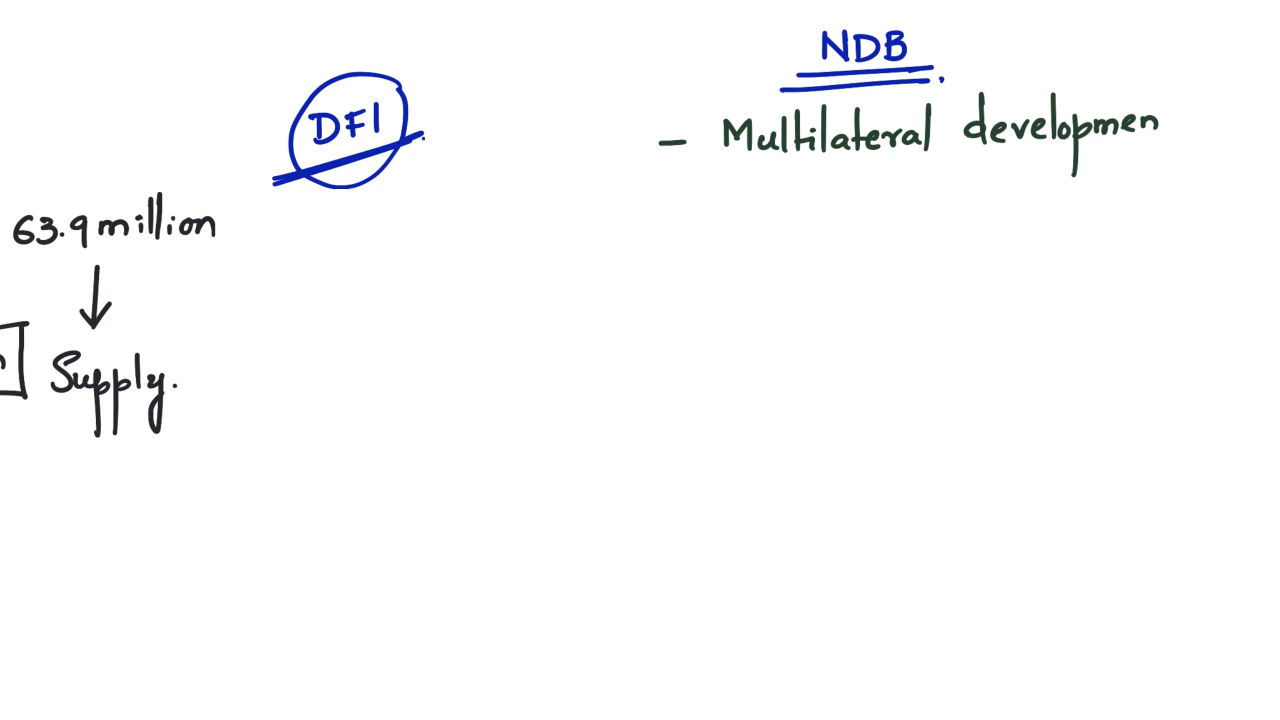 NDB
DFI
- Multilateral developmen
63.9 million
Supply.